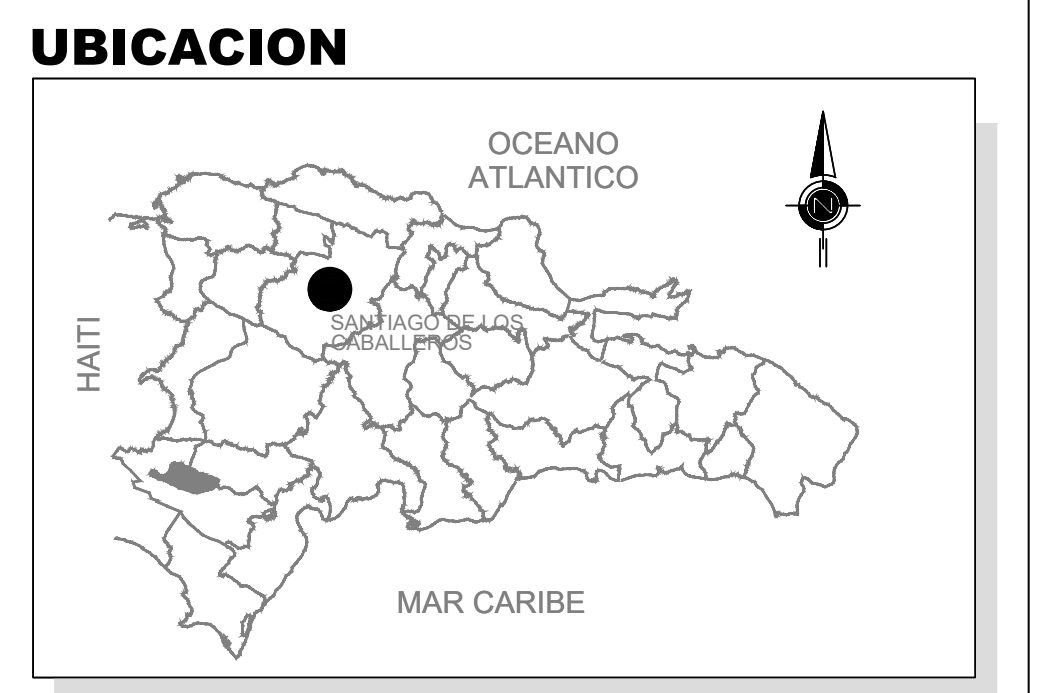 UBICACION
OCEANO
ATLANTICO
N
SANTIAGO DE LOS
CABALLEROS
HAITI
MAR CARIBE